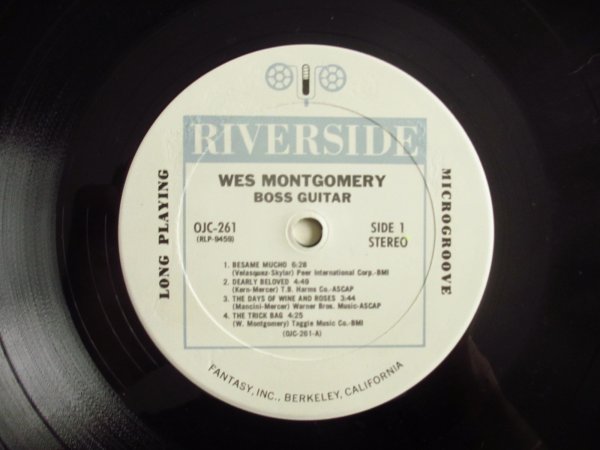 RIVERSIDE
WES MONTGOMERY
BOSS GUITAR
OJC-261
(RLP-9459)
SIDE 1
STEREO
LONG PLAYING
MICROGROOVE
1. BESAME MUCHO 6:28
(Velasquez-Skylar) Peer International Corp.-BMI
2. DEARLY BELOVED 4:49
(Kern-Mercer) T.B. Harms Co.-ASCAP
3. THE DAYS OF WINE AND ROSES 3:44
(Mancini-Mercer) Warner Bros. Music-ASCAP
4. THE TRICK BAG 4:25
(W. Montgomery) Taggie Music Co.-BMI
(OJC-261-A)
FANTASY, INC., BERKELEY, CALIFORNIA